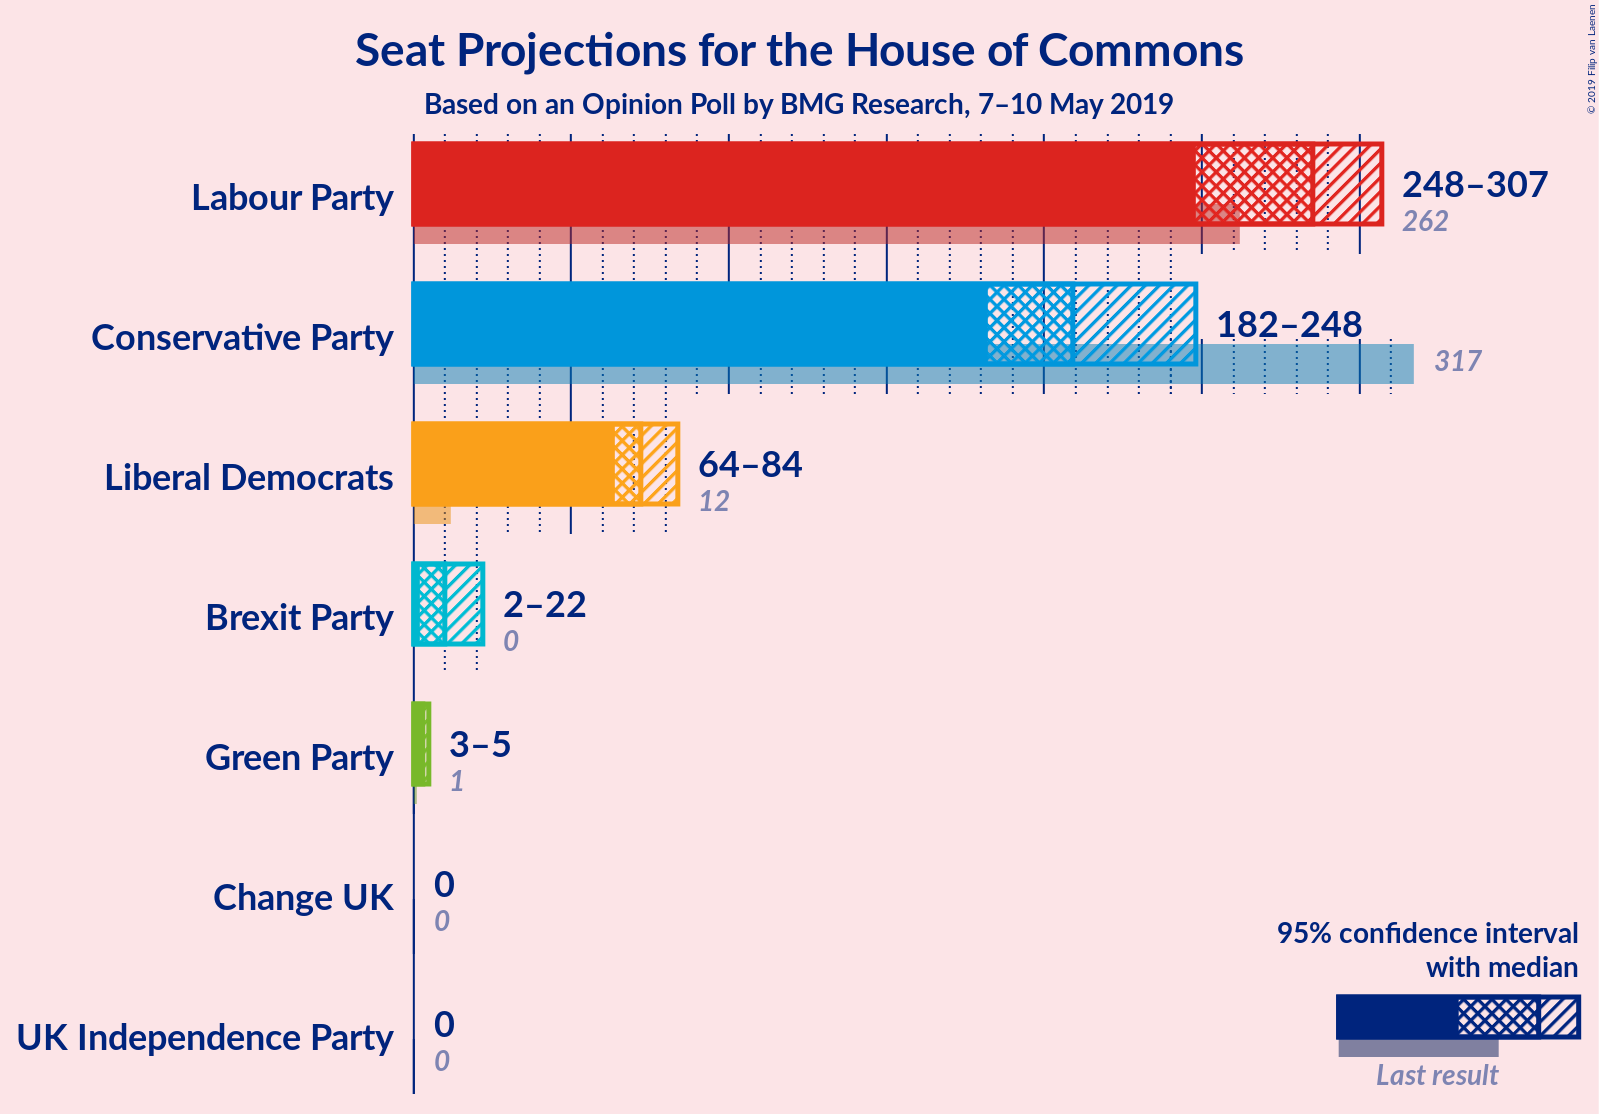 Seat Projections for the House of Commons
Based on an Opinion Poll by BMG Research, 7–10 May 2019
© 2019 Filip van Laenen
Labour Party
248–307
262
Conservative Party
182–248
317
Liberal Democrats
64–84
12
Brexit Party
2–22
0
Green Party
3–5
1
Change UK
0
0
UK Independence Party
0
0
95% confidence interval
with median
Last result